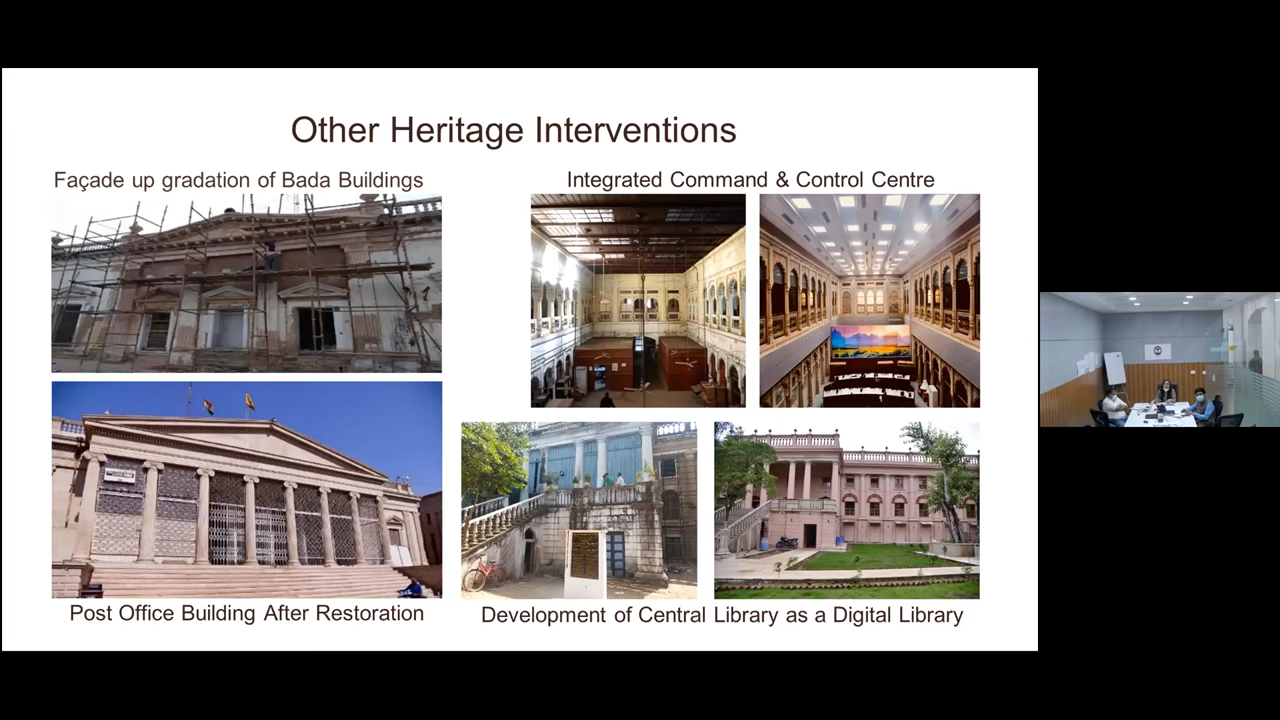 Other Heritage Interventions
Façade up gradation of Bada Buildings
Integrated Command & Control Centre
Post Office Building After Restoration
Development of Central Library as a Digital Library